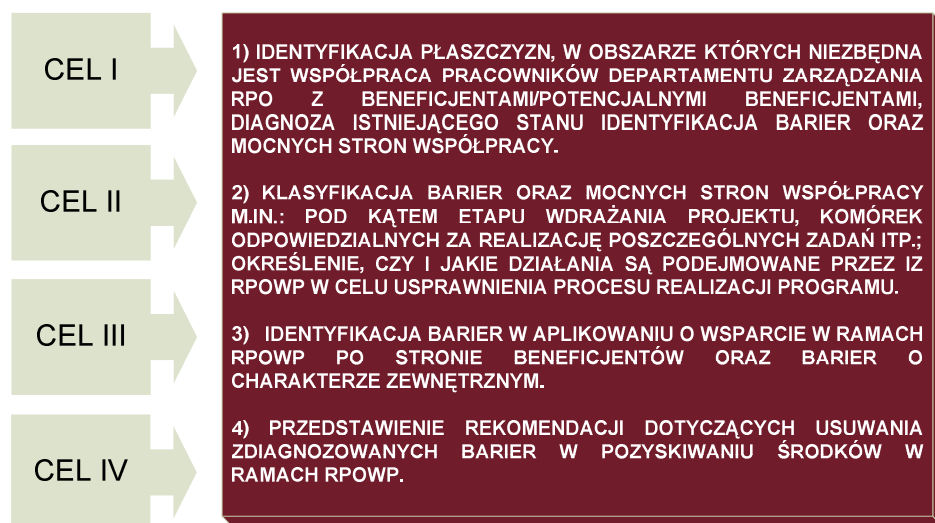 CEL I
1) IDENTYFIKACJA PŁASZCZYZN, W OBSZARZE KTÓRYCH NIEZBĘDNA
JEST WSPÓŁPRACA PRACOWNIKÓW DEPARTAMENTU ZARZĄDZANIA
RPO Z BENEFICJENTAMI/POTENCJALNYMI BENEFICJENTAMI,
DIAGNOZA ISTNIEJĄCEGO STANU IDENTYFIKACJA BARIER ORAZ
MOCNYCH STRON WSPÓŁPRACY.
CEL II
2) KLASYFIKACJA BARIER ORAZ MOCNYCH STRON WSPÓŁPRACY
M.IN.: POD KĄTEM ETAPU WDRAŻANIA PROJEKTU, KOMÓREK
ODPOWIEDZIALNYCH ZA REALIZACJĘ POSZCZEGÓLNYCH ZADAŃ ITP.;
OKREŚLENIE, CZY I JAKIE DZIAŁANIA SĄ PODEJMOWANE PRZEZ IZ
RPOWP W CELU USPRAWNIENIA PROCESU REALIZACJI PROGRAMU.
CEL III
3) IDENTYFIKACJA BARIER W APLIKOWANIU O WSPARCIE W RAMACH
RPOWP PO STRONIE BENEFICJENTÓW ORAZ BARIER O
CHARAKTERZE ZEWNĘTRZNYM.
CEL IV
4) PRZEDSTAWIENIE REKOMENDACJI DOTYCZĄCYCH USUWANIA
ZDIAGNOZOWANYCH BARIER W POZYSKIWANIU ŚRODKÓW W
RAMACH RPOWP.